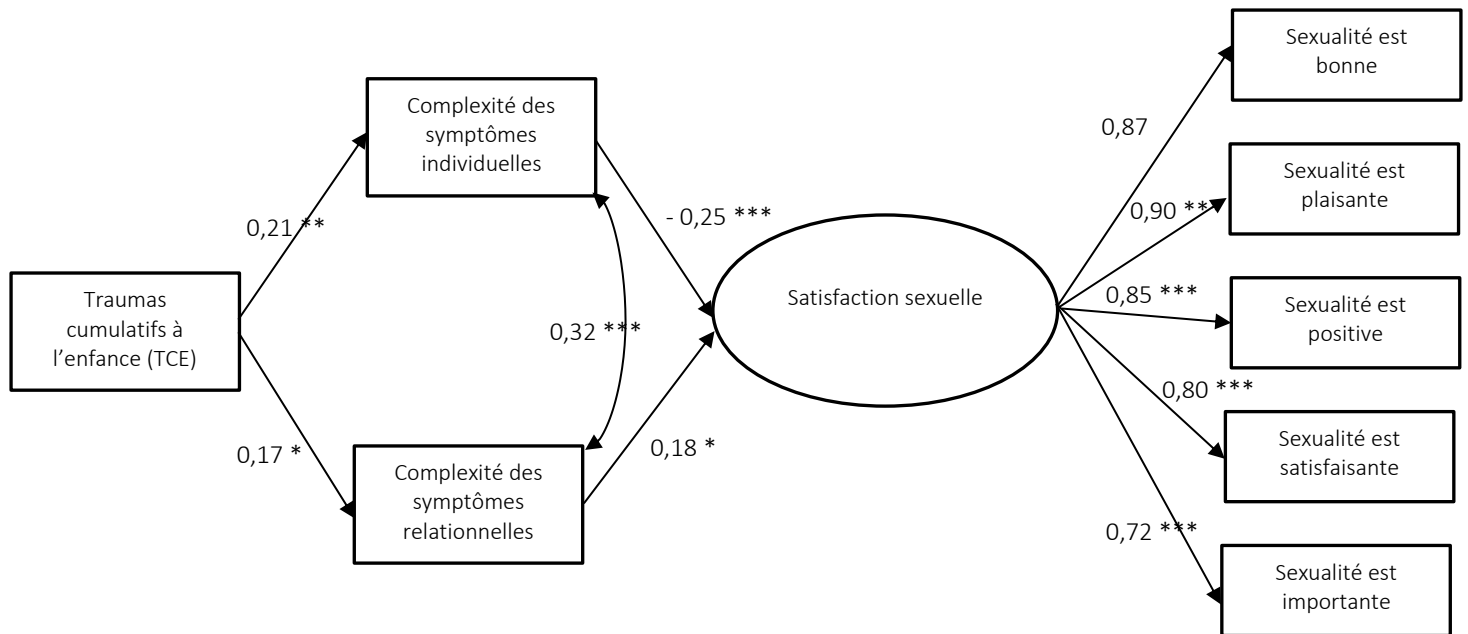 Traumas
cumulatifs à
l'enfance (TCE)
0,21 **
0,17 *
Complexité des
symptômes
individuelles
Complexité des
symptômes
relationnelles
0,32 ***
- 0,25 ***
0,18 *
Satisfaction sexuelle
0,87
0,90 **
0,85 ***
0,80 ***
0,72 ***
Sexualité est
bonne
Sexualité est
plaisante
Sexualité est
positive
Sexualité est
satisfaisante
Sexualité est
importante